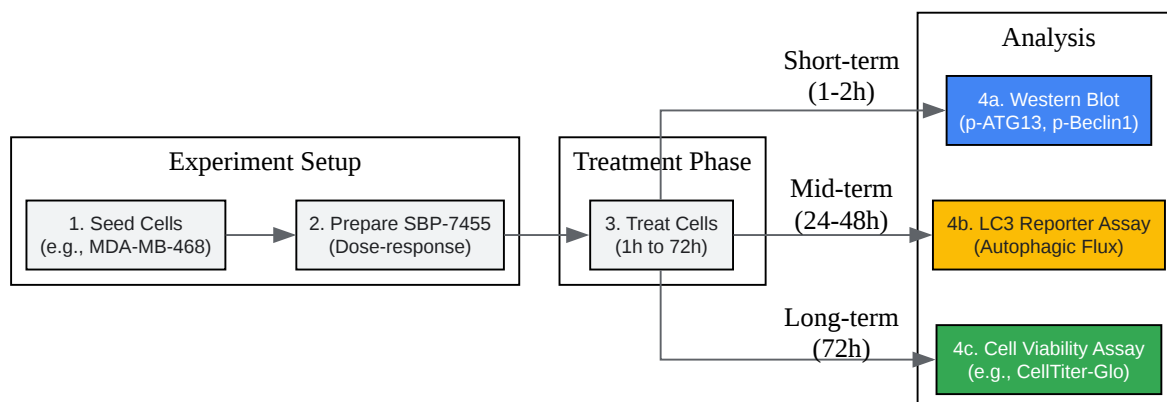 Experiment Setup
1. Seed Cells
(e.g., MDA-MB-468)
2. Prepare SBP-7455
(Dose-response)
Treatment Phase
3. Treat Cells
(1h to 72h)
Short-term
(1-2h)
Mid-term
(24-48h)
Long-term
(72h)
Analysis
4a. Western Blot
(p-ATG13, p-Beclin1)
4b. LC3 Reporter Assay
(Autophagic Flux)
4c. Cell Viability Assay
(e.g., CellTiter-Glo)